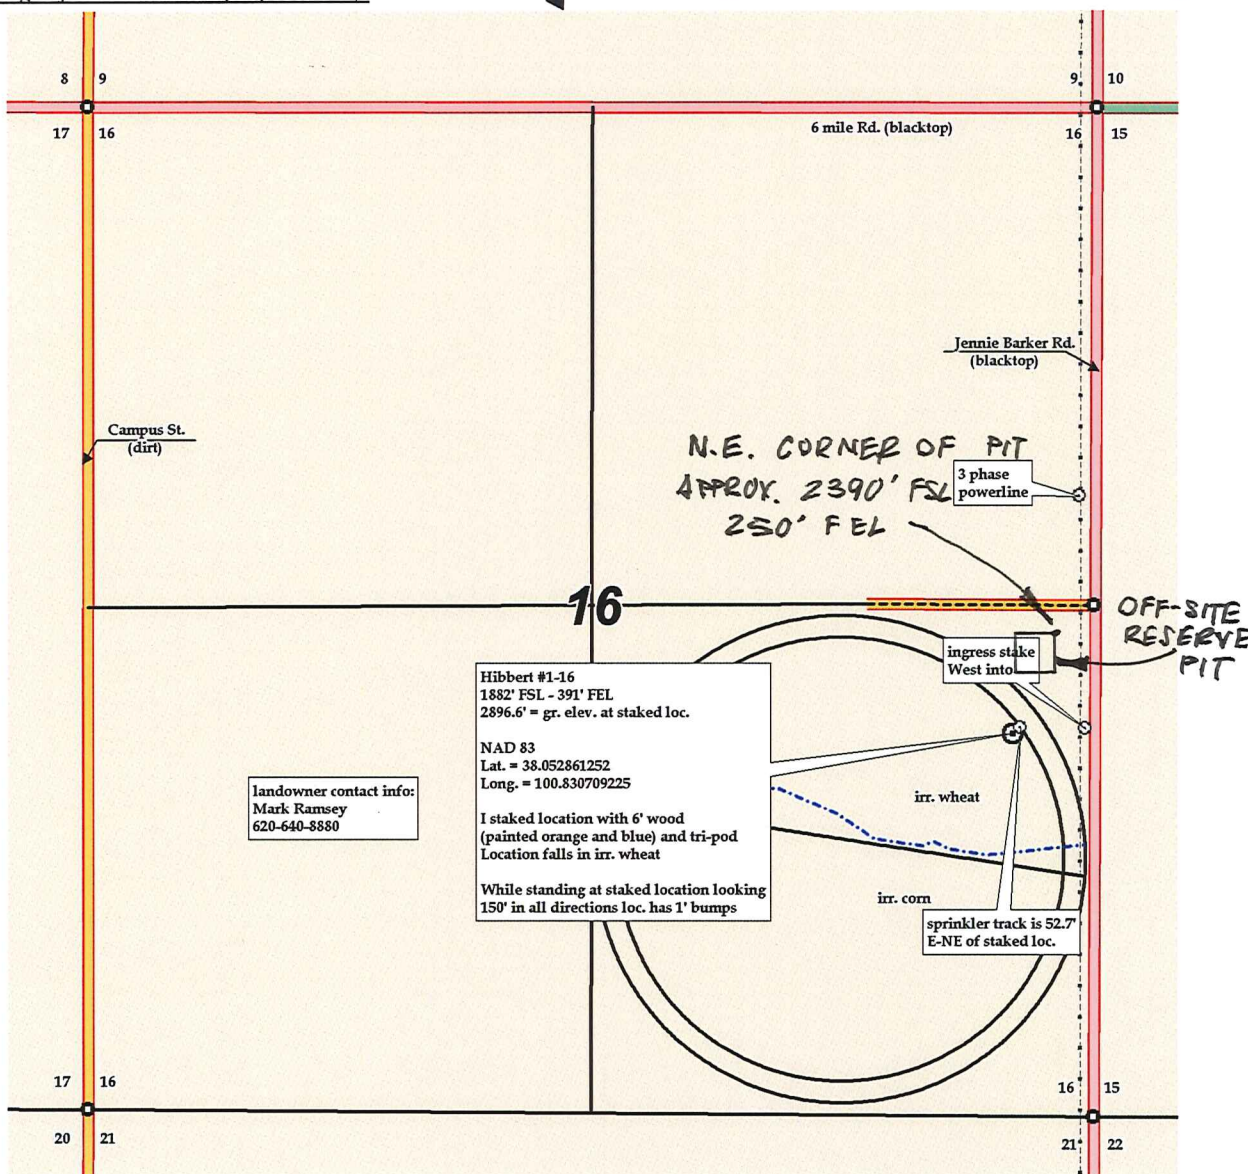 8 9
9 10
17 16
6 mile Rd. (blacktop)
16 15
Jennie Barker Rd.
(blacktop)
Campus St.
(dirt)
N.E. CORNER OF PIT
APPROX. 2390' FSL
250' FEL
3 phase
powerline
16
OFF-SITE
RESERVE
PIT
ingress stake
West into
Hibbert #1-16
1882' FSL - 391' FEL
2896.6' = gr. elev. at staked loc.
NAD 83
Lat. = 38.052861252
Long. = 100.830709225
I staked location with 6' wood
(painted orange and blue) and tri-pod
Location falls in irr. wheat
While standing at staked location looking
150' in all directions loc. has 1' bumps
landowner contact info:
Mark Ramsey
620-640-8880
irr. wheat
irr. corn
sprinkler track is 52.7'
E-NE of staked loc.
17 16
16 15
20 21
21 22